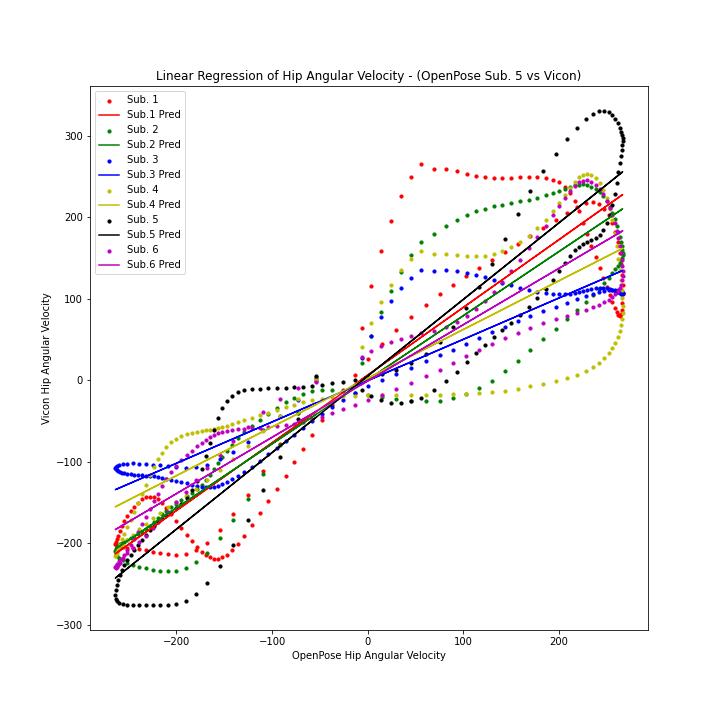 Linear Regression of Hip Angular Velocity - (OpenPose Sub. 5 vs Vicon)
Sub. 1
Sub.1 Pred
Sub. 2
Sub.2 Pred
Sub. 3
Sub.3 Pred
Sub. 4
Sub.4 Pred
Sub. 5
Sub.5 Pred
Sub. 6
Sub.6 Pred
Vicon Hip Angular Velocity
300
200
100
0
−100
−200
−300
−200
−100
0
100
200
OpenPose Hip Angular Velocity